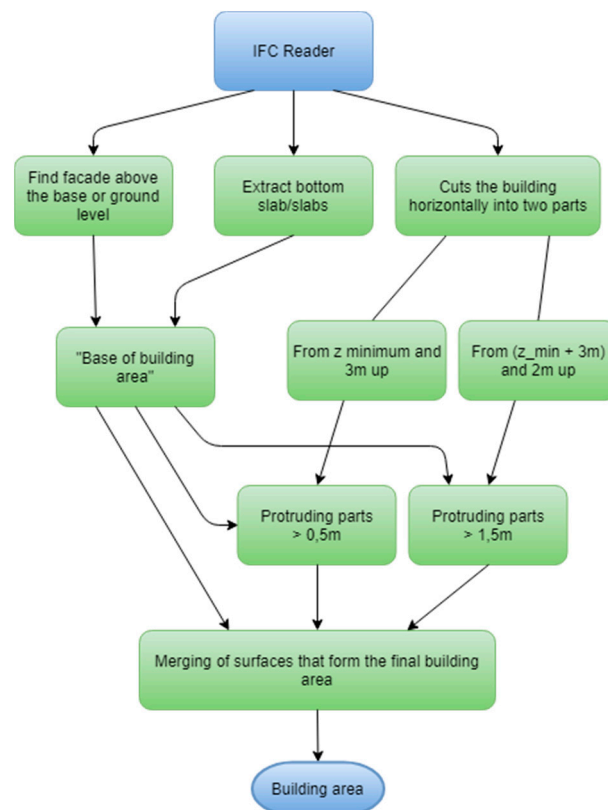 IFC Reader
Find facade above
the base or ground
level
Extract bottom
slab/slabs
Cuts the building
horizontally into two
parts
"Base of building
area"
From z minimum and
3m up
From (z_min + 3m)
and 2m up
Protruding parts
> 0,5m
Protruding parts
> 1,5m
Merging of surfaces that form the final building
area
Building area